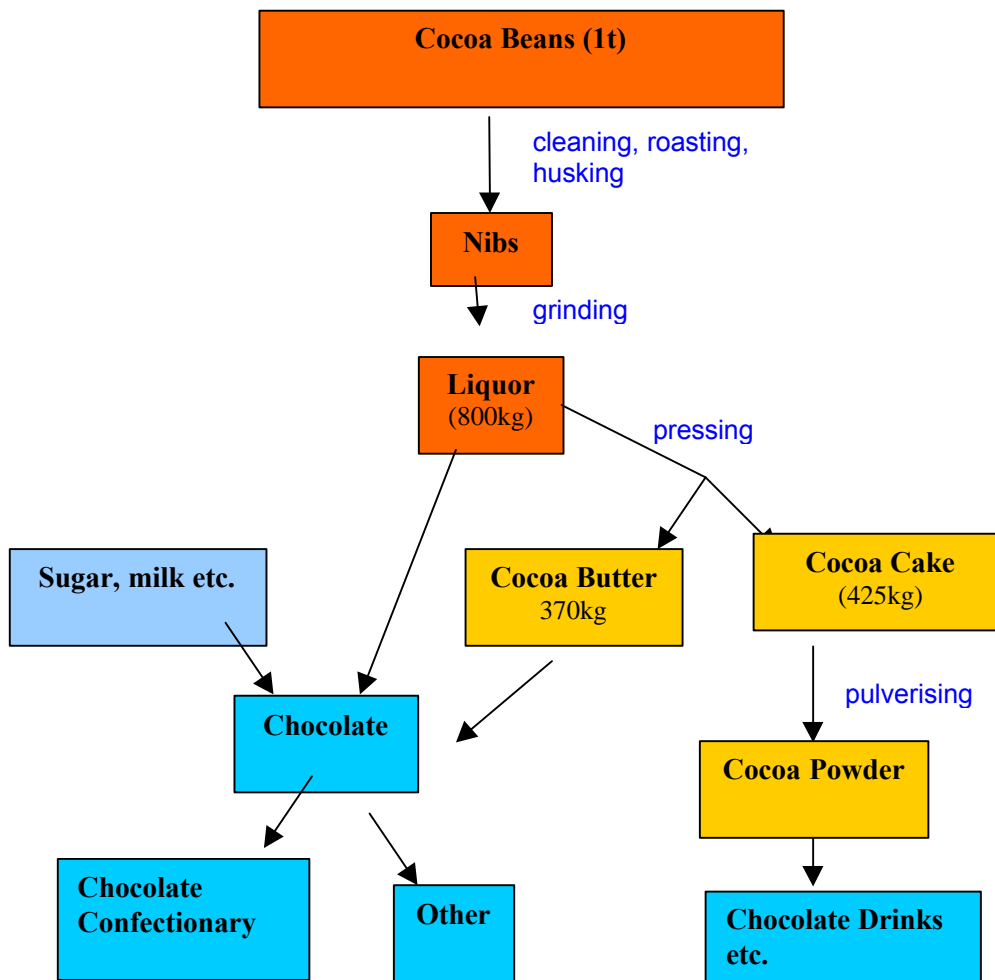 Cocoa Beans (1t)
cleaning, roasting,
husking
Nibs
grinding
Liquor
(800kg)
pressing
Sugar, milk etc.
Cocoa Butter
370kg
Cocoa Cake
(425kg)
pulverising
Chocolate
Cocoa Powder
Chocolate
Confectionary
Other
Chocolate Drinks
etc.